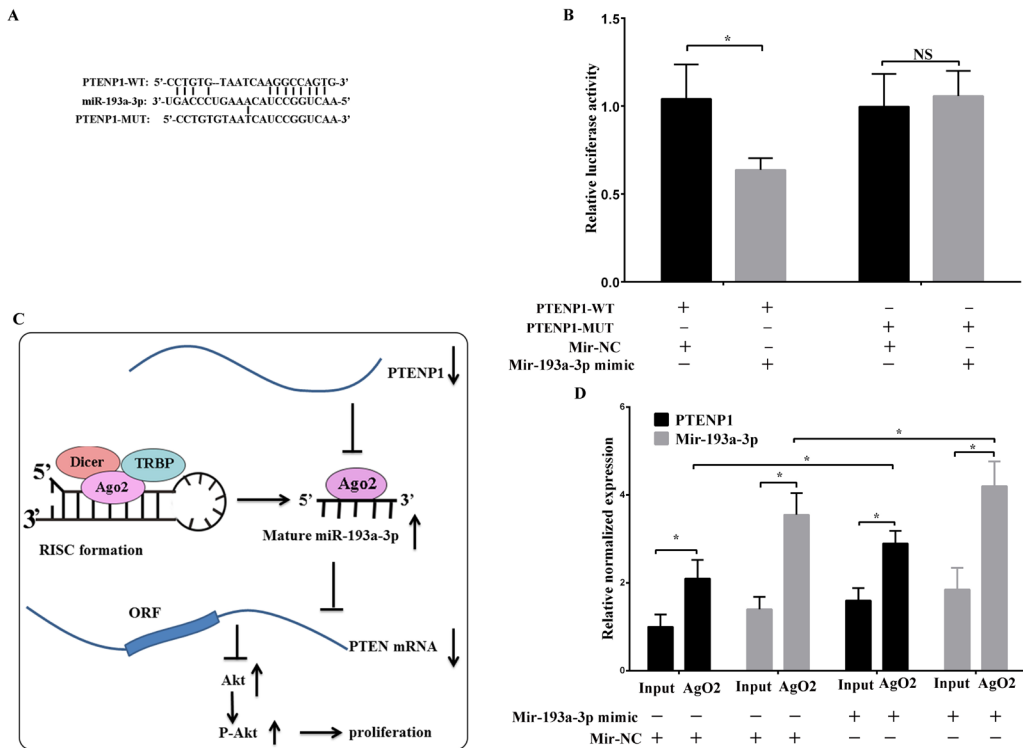 A
PTENP1-WT: 5'-CCTGTG--TAATCAAGGCCAGTG-3'
miR-193a-3p: 3'-UGACCCUGAAACAUCCGGUCAA-5'
PTENP1-MUT: 5'-CCTGTGTAATCAUCCGGUCAA-3'
B
Relative luciferase activity
1.5
1.0
0.5
0.0
*
NS
PTENP1-WT + + – –
PTENP1-MUT – – + +
Mir-NC + – + –
Mir-193a-3p mimic – + – +
C
PTENP1
Dicer
TRBP
Ago2
5'
3'
RISC formation
Ago2
5' 3'
Mature miR-193a-3p
ORF
PTEN mRNA
Akt
P-Akt
proliferation
D
PTENP1
Mir-193a-3p
Relative normalized expression
6
4
2
0
*
*
*
*
*
*
Input AgO2 Input AgO2 Input AgO2 Input AgO2
Mir-193a-3p mimic – – – – + + + +
Mir-NC + + + + – – – –